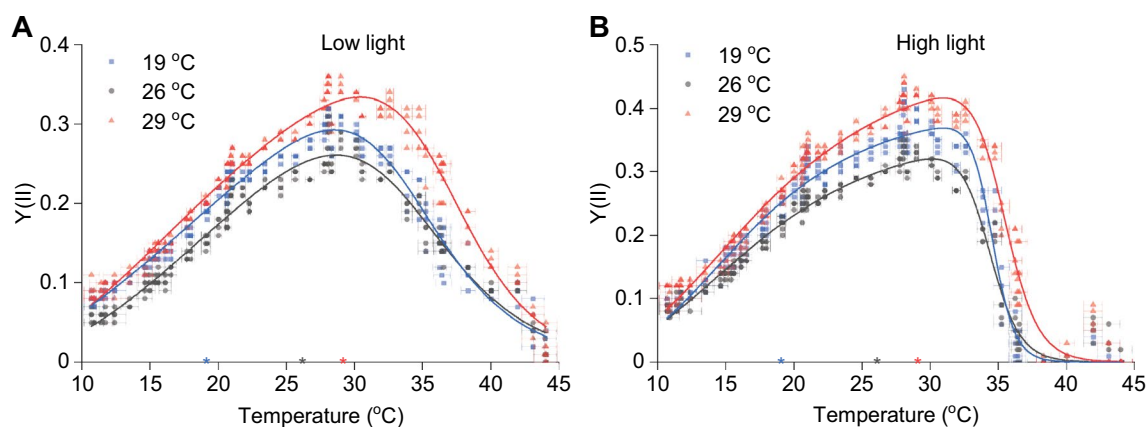 A
Low light
19 °C
26 °C
29 °C
Y(II)
0.4
0.3
0.2
0.1
0
* * *
10 15 20 25 30 35 40 45
Temperature (°C)
B
High light
19 °C
26 °C
29 °C
Y(II)
0.5
0.4
0.3
0.2
0.1
0
* * *
10 15 20 25 30 35 40 45
Temperature (°C)